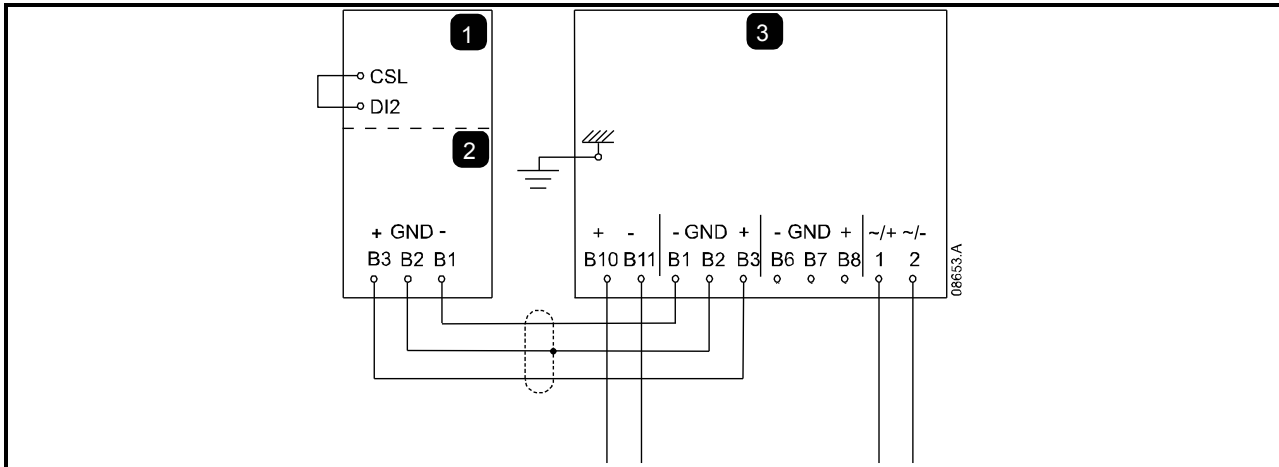 1
CSL
DI2
2
+ GND -
B3 B2 B1
3
+ - - GND + - GND + ~/+ ~/-
B10 B11 B1 B2 B3 B6 B7 B8 1 2
08653.A